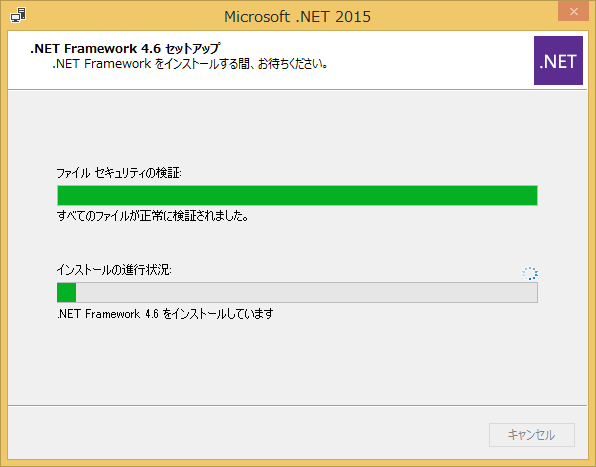 Microsoft .NET 2015
.NET Framework 4.6 セットアップ
.NET Framework をインストールする間、お待ちください。
.NET
ファイル セキュリティの検証:
すべてのファイルが正常に検証されました。
インストールの進行状況:
.NET Framework 4.6 をインストールしています
キャンセル